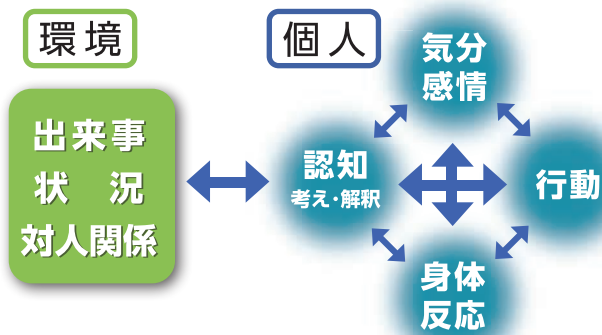 環境
個人
出来事
状　況
対人関係
気分
感情
認知
考え・解釈
行動
身体
反応